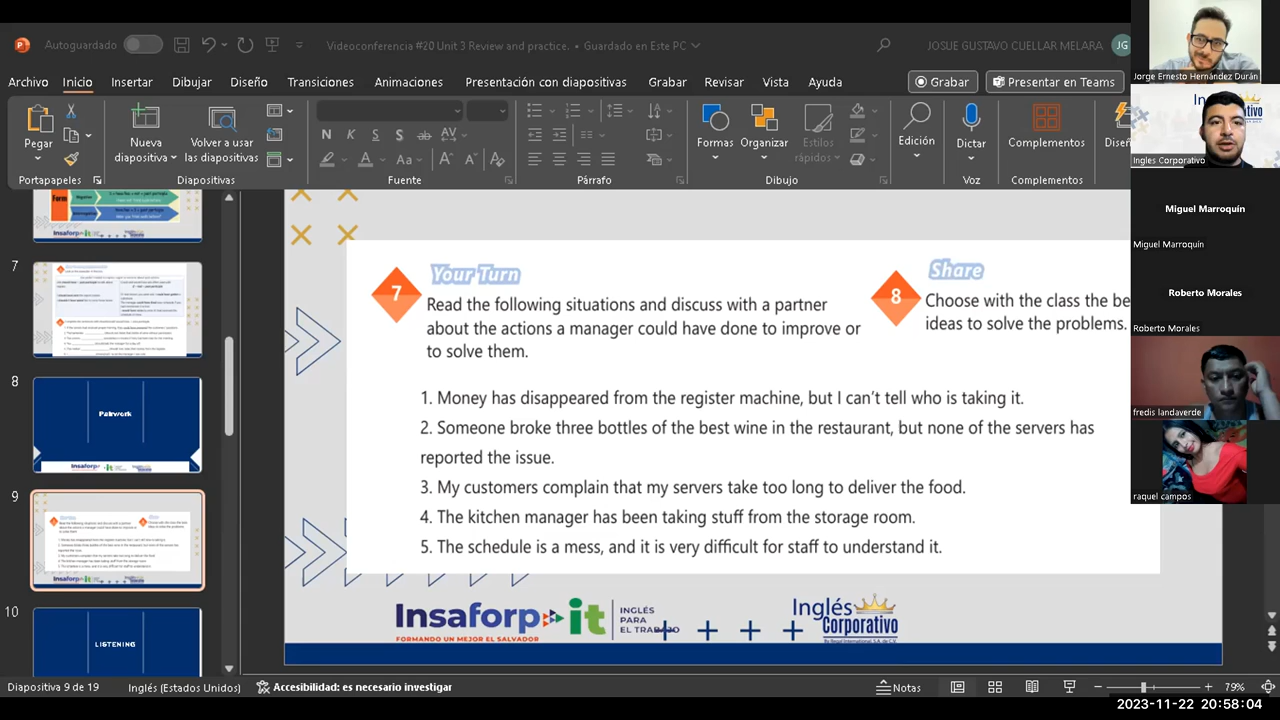 Autoguardado
Videoconferencia #20 Unit 3 Review and practice. • Guardado en Este PC
JOSUE GUSTAVO CUELLAR MELARA
JG
Archivo
Inicio
Insertar
Dibujar
Diseño
Transiciones
Animaciones
Presentación con diapositivas
Grabar
Revisar
Vista
Ayuda
Grabar
Presentar en Teams
Pegar
Nueva diapositiva
Volver a usar las diapositivas
Portapapeles
Diapositivas
Fuente
Párrafo
Formas
Organizar
Estilos rápidos
Dibujo
Edición
Dictar
Voz
Complementos
Complementos
Diseñ
7
8
Pairwork
9
10
LISTENING
7
Your Turn
Read the following situations and discuss with a partner
about the actions a manager could have done to improve or
to solve them.
8
Share
Choose with the class the be
ideas to solve the problems.
1. Money has disappeared from the register machine, but I can't tell who is taking it.
2. Someone broke three bottles of the best wine in the restaurant, but none of the servers has
reported the issue.
3. My customers complain that my servers take too long to deliver the food.
4. The kitchen manager has been taking stuff from the storage room.
5. The schedule is a mess, and it is very difficult for staff to understand it.
Insaforp it
INGLÉS
PARA
EL TRABAJO
FORMANDO UN MEJOR EL SALVADOR
Inglés
Corporativo
Jorge Ernesto Hernández Durán
Ingles Corporativo
Miguel Marroquín
Miguel Marroquín
Roberto Morales
Roberto Morales
fredis landaverde
raquel campos
Diapositiva 9 de 19
Inglés (Estados Unidos)
Accesibilidad: es necesario investigar
Notas
79%
2023-11-22 20:58:04